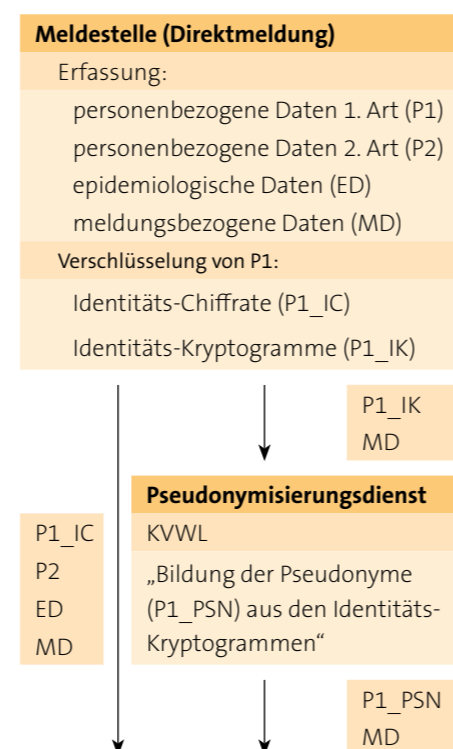 Meldestelle (Direktmeldung)
Erfassung:
personenbezogene Daten 1. Art (P1)
personenbezogene Daten 2. Art (P2)
epidemiologische Daten (ED)
meldungsbezogene Daten (MD)
Verschlüsselung von P1:
Identitäts-Chiffrate (P1_IC)
Identitäts-Kryptogramme (P1_IK)
P1_IK
MD
P1_IC
P2
ED
MD
Pseudonymisierungsdienst
KVWL
„Bildung der Pseudonyme
(P1_PSN) aus den Identitäts-
Kryptogrammen“
P1_PSN
MD